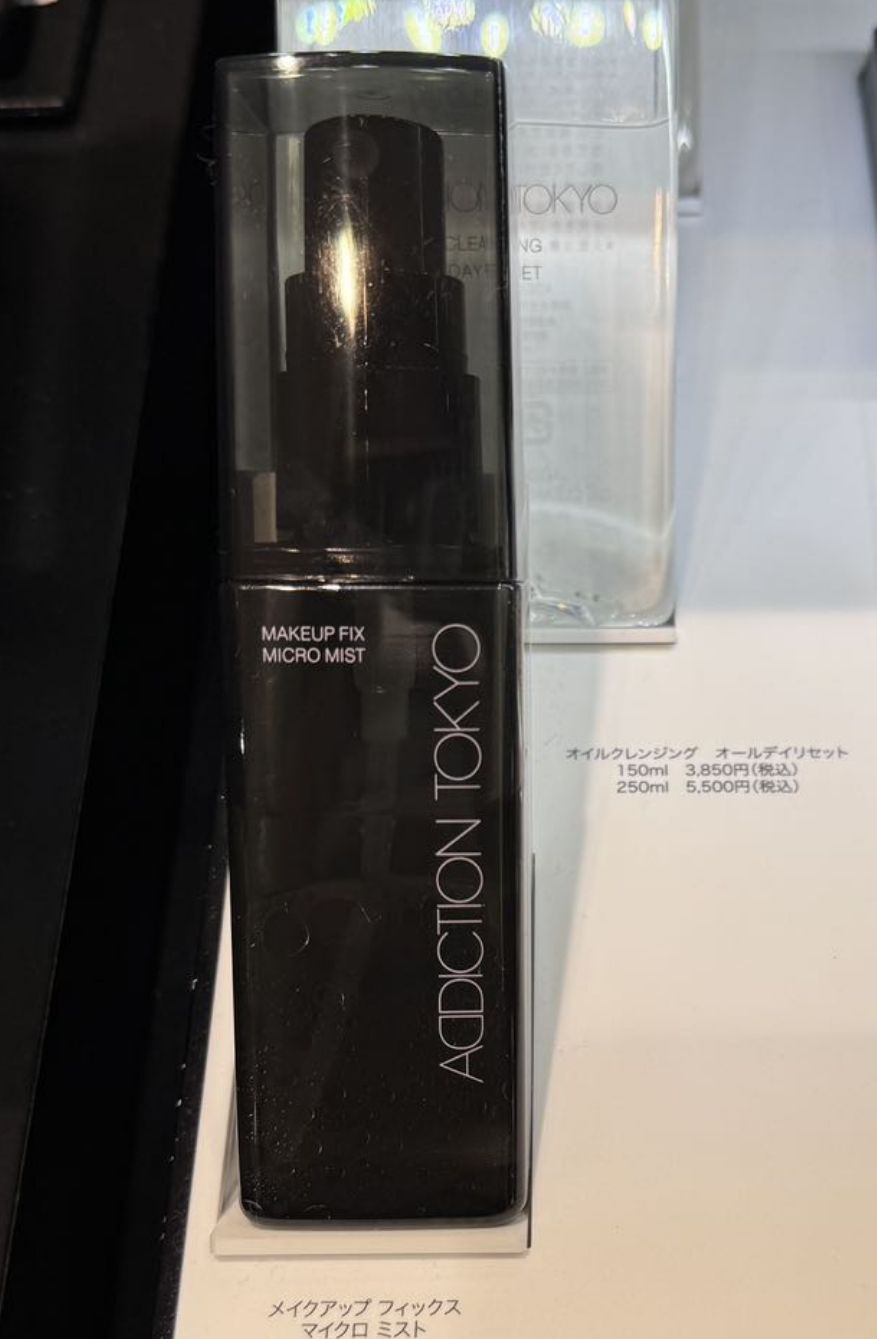 TOKYO
MAKEUP FIX
MICRO MIST
ADDICTION TOKYO
オイルクレンジング　オールデイリセット
150ml　3,850円(税込)
250ml　5,500円(税込)
メイクアップ フィックス
マイクロ ミスト